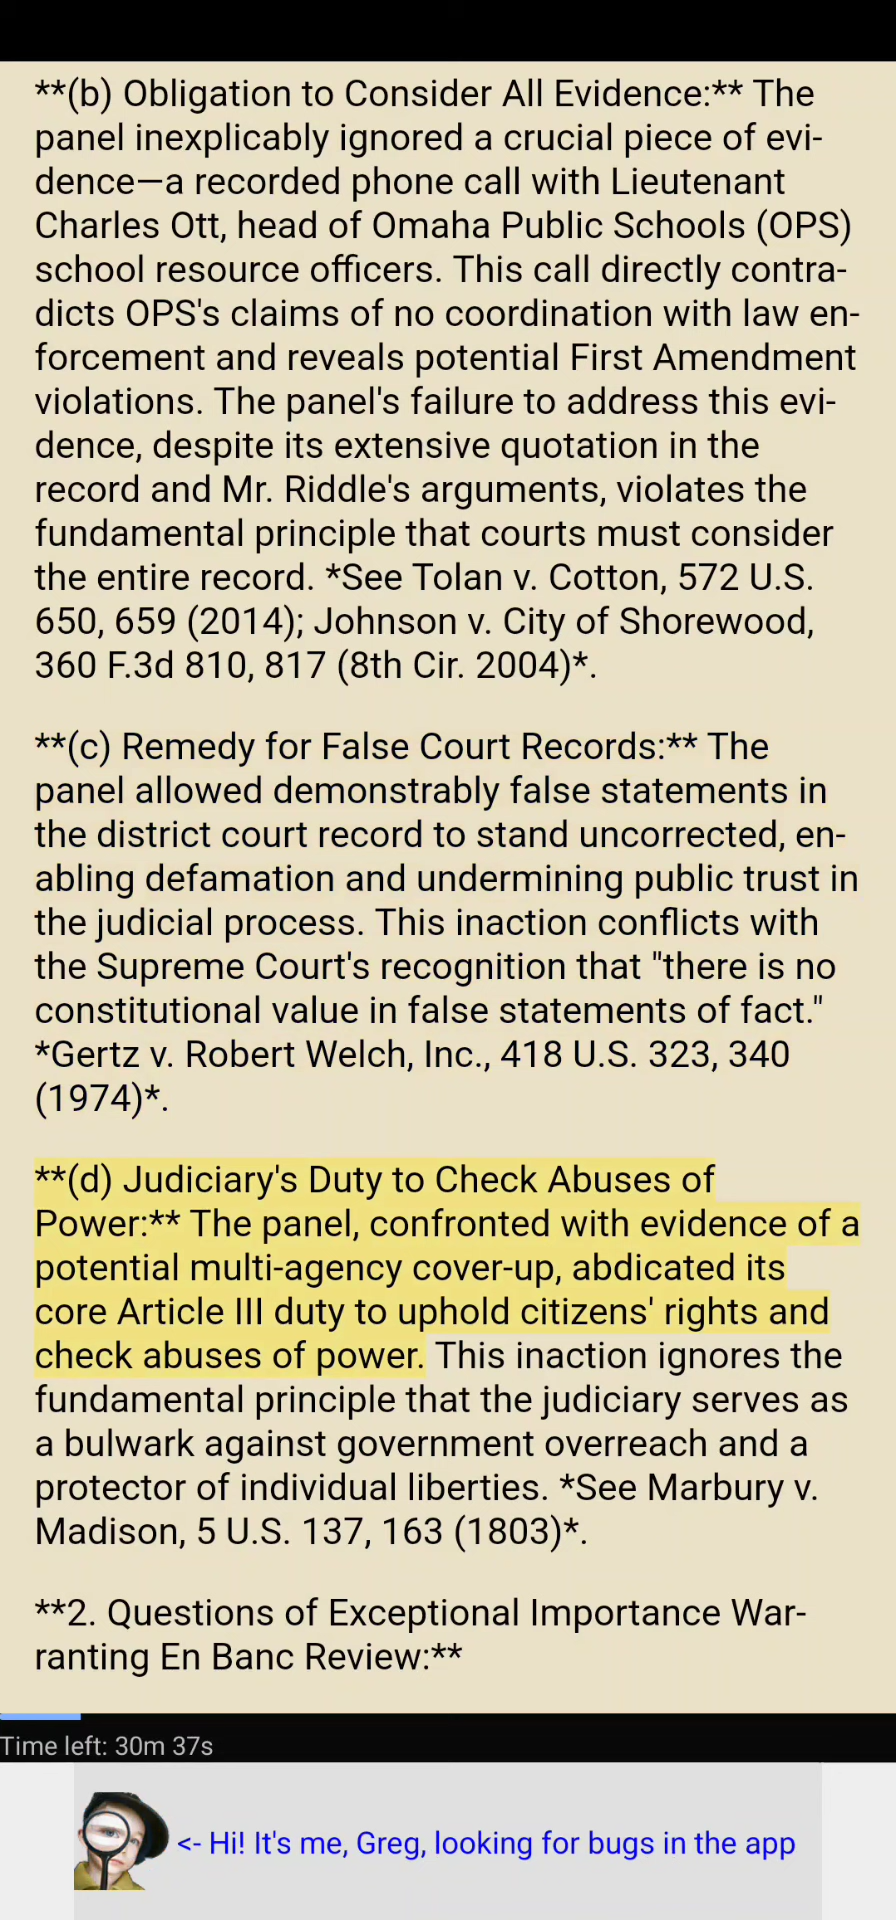 **(b) Obligation to Consider All Evidence:** The
panel inexplicably ignored a crucial piece of evi-
dence—a recorded phone call with Lieutenant
Charles Ott, head of Omaha Public Schools (OPS)
school resource officers. This call directly contra-
dicts OPS's claims of no coordination with law en-
forcement and reveals potential First Amendment
violations. The panel's failure to address this evi-
dence, despite its extensive quotation in the
record and Mr. Riddle's arguments, violates the
fundamental principle that courts must consider
the entire record. *See Tolan v. Cotton, 572 U.S.
650, 659 (2014); Johnson v. City of Shorewood,
360 F.3d 810, 817 (8th Cir. 2004)*.
**(c) Remedy for False Court Records:** The
panel allowed demonstrably false statements in
the district court record to stand uncorrected, en-
abling defamation and undermining public trust in
the judicial process. This inaction conflicts with
the Supreme Court's recognition that "there is no
constitutional value in false statements of fact."
*Gertz v. Robert Welch, Inc., 418 U.S. 323, 340
(1974)*.
**(d) Judiciary's Duty to Check Abuses of
Power:** The panel, confronted with evidence of a
potential multi-agency cover-up, abdicated its
core Article III duty to uphold citizens' rights and
check abuses of power. This inaction ignores the
fundamental principle that the judiciary serves as
a bulwark against government overreach and a
protector of individual liberties. *See Marbury v.
Madison, 5 U.S. 137, 163 (1803)*.
**2. Questions of Exceptional Importance War-
ranting En Banc Review:**
Time left: 30m 37s
<- Hi! It's me, Greg, looking for bugs in the app